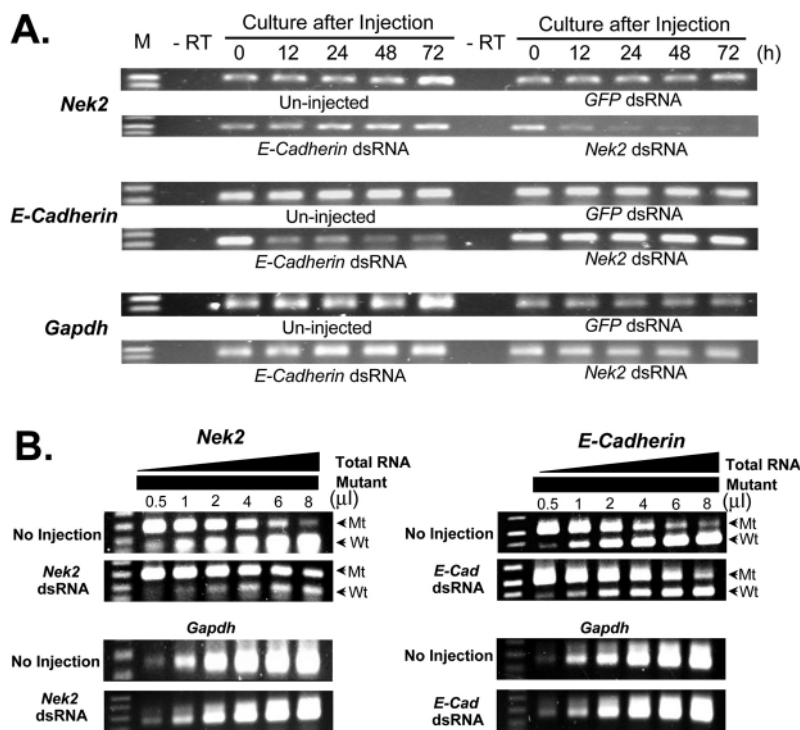 A.
Culture after Injection Culture after Injection
M - RT 0 12 24 48 72 - RT 0 12 24 48 72 (h)
Nek2
Un-injected GFP dsRNA
E-Cadherin dsRNA Nek2 dsRNA
E-Cadherin
Un-injected GFP dsRNA
E-Cadherin dsRNA Nek2 dsRNA
Gapdh
Un-injected GFP dsRNA
E-Cadherin dsRNA Nek2 dsRNA
B.
Nek2
Total RNA
Mutant
0.5 1 2 4 6 8 (μl)
No Injection Mt
Wt
Nek2 dsRNA Mt
Wt
Gapdh
No Injection
Nek2
dsRNA
E-Cadherin
Total RNA
Mutant
0.5 1 2 4 6 8 (μl)
No Injection Mt
Wt
E-Cad dsRNA Mt
Wt
Gapdh
No Injection
E-Cad
dsRNA